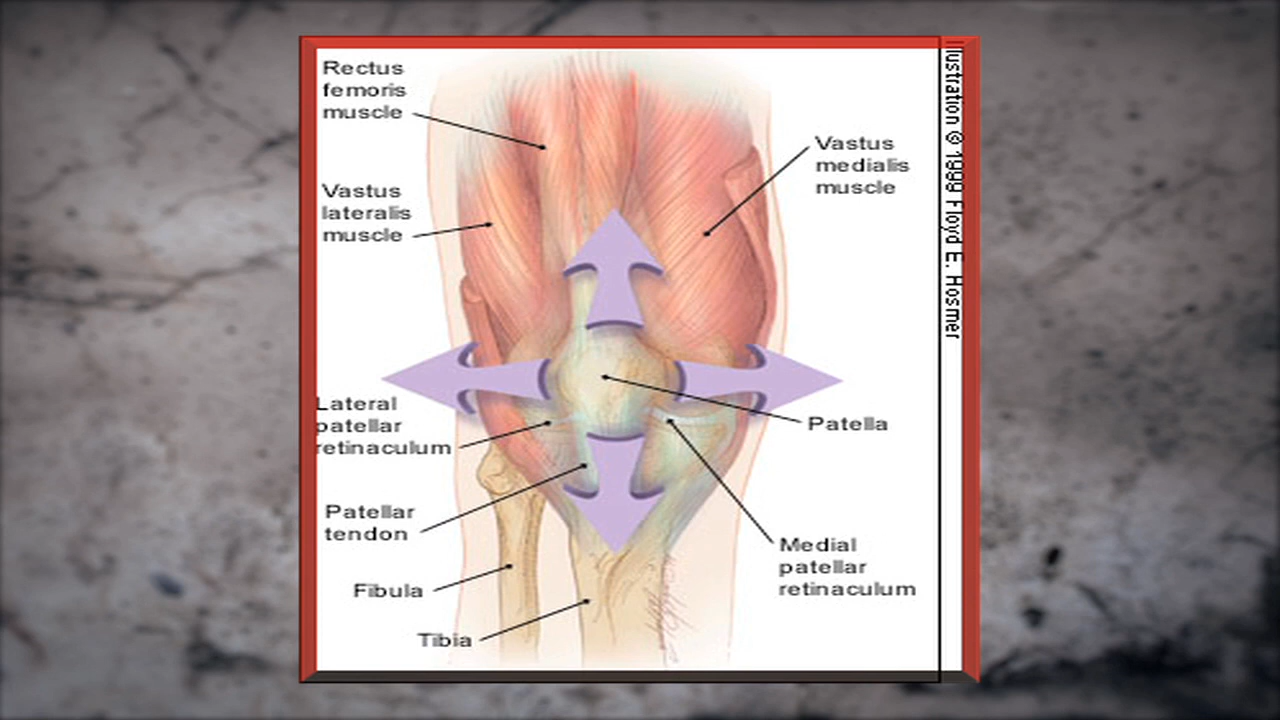 Rectus
femoris
muscle
Vastus
lateralis
muscle
Lateral
patellar
retinaculum
Patellar
tendon
Fibula
Tibia
Vastus
medialis
muscle
Patella
Medial
patellar
retinaculum
Illustration © 1999 Floyd E. Hosmer